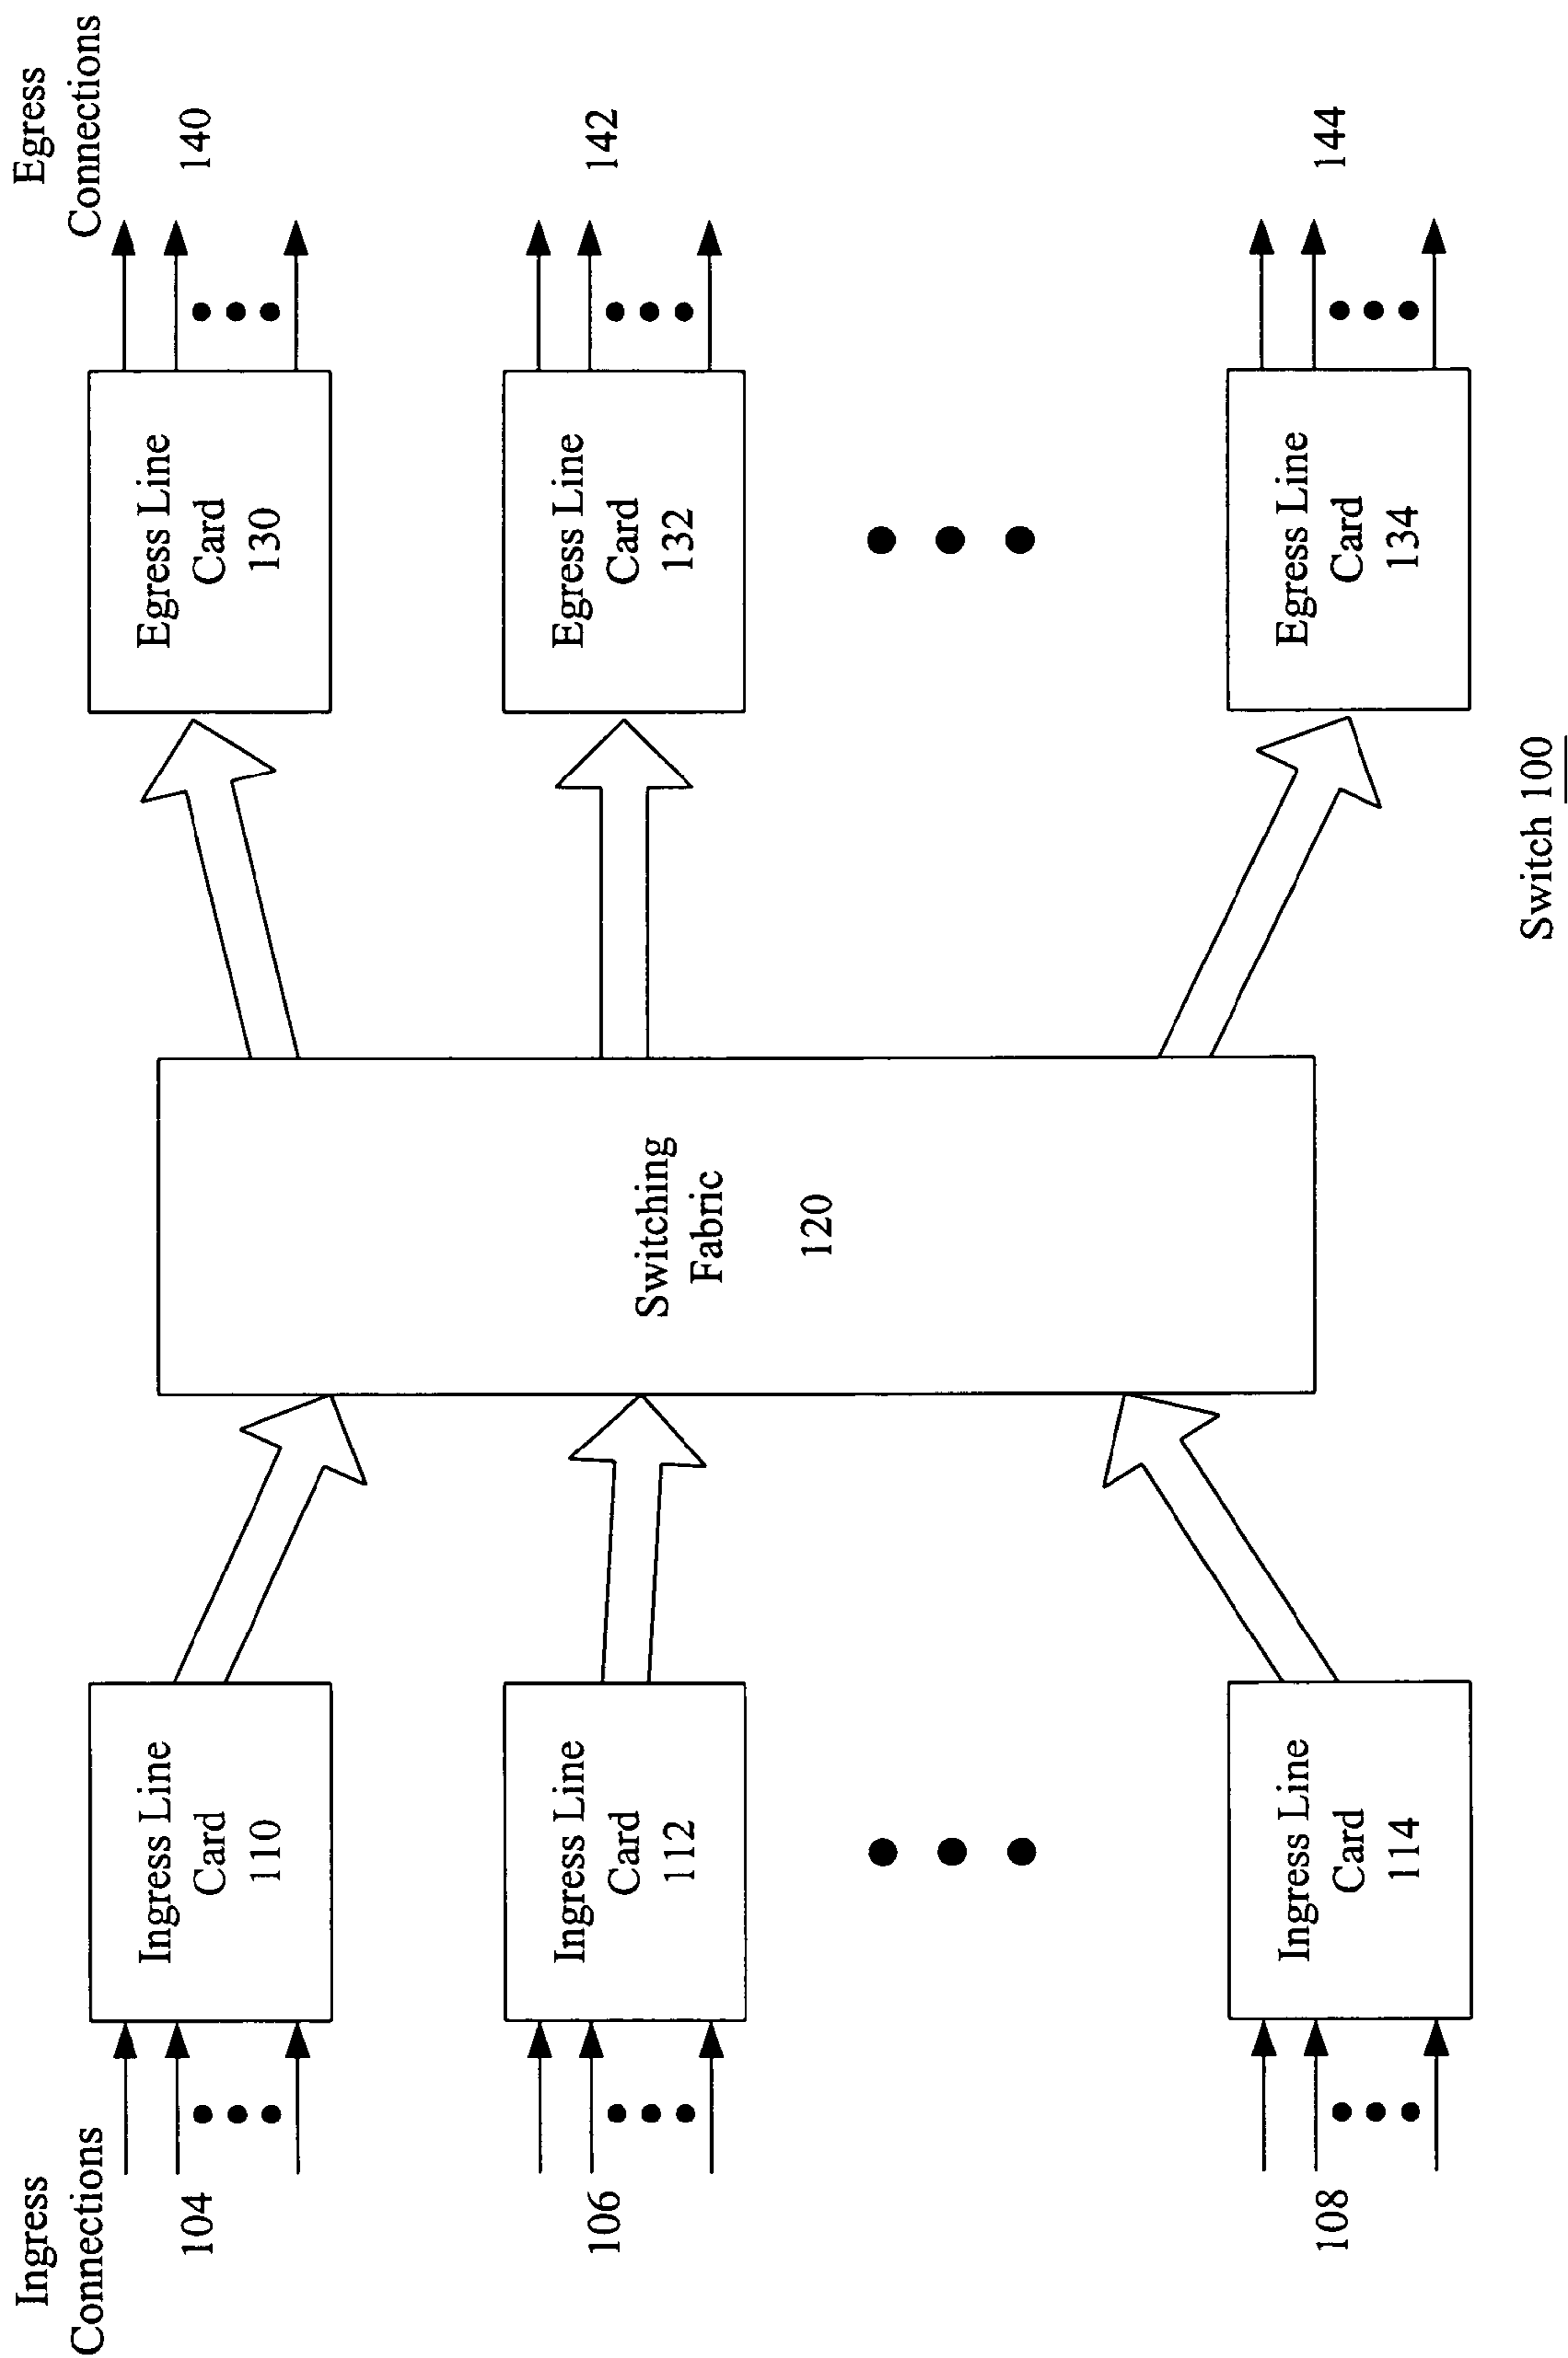 Ingress
Connections
104
106
108
Ingress Line
Card
110
Ingress Line
Card
112
Ingress Line
Card
114
Switching
Fabric
120
Egress Line
Card
130
Egress Line
Card
132
Egress Line
Card
134
Egress
Connections
140
142
144
Switch 100